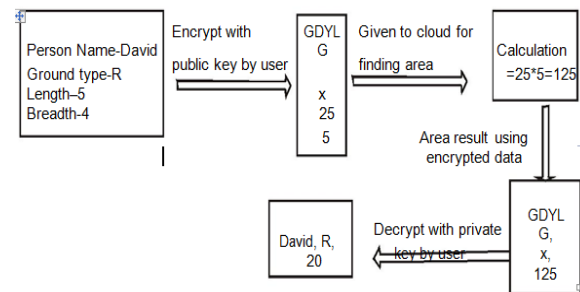 Person Name-David
Ground type-R
Length–5
Breadth-4
Encrypt with
public key by user
GDYL
G
x
25
5
Given to cloud for
finding area
Calculation
=25*5=125
Area result using
encrypted data
GDYL
G,
x,
125
Decrypt with private
key by user
David, R,
20